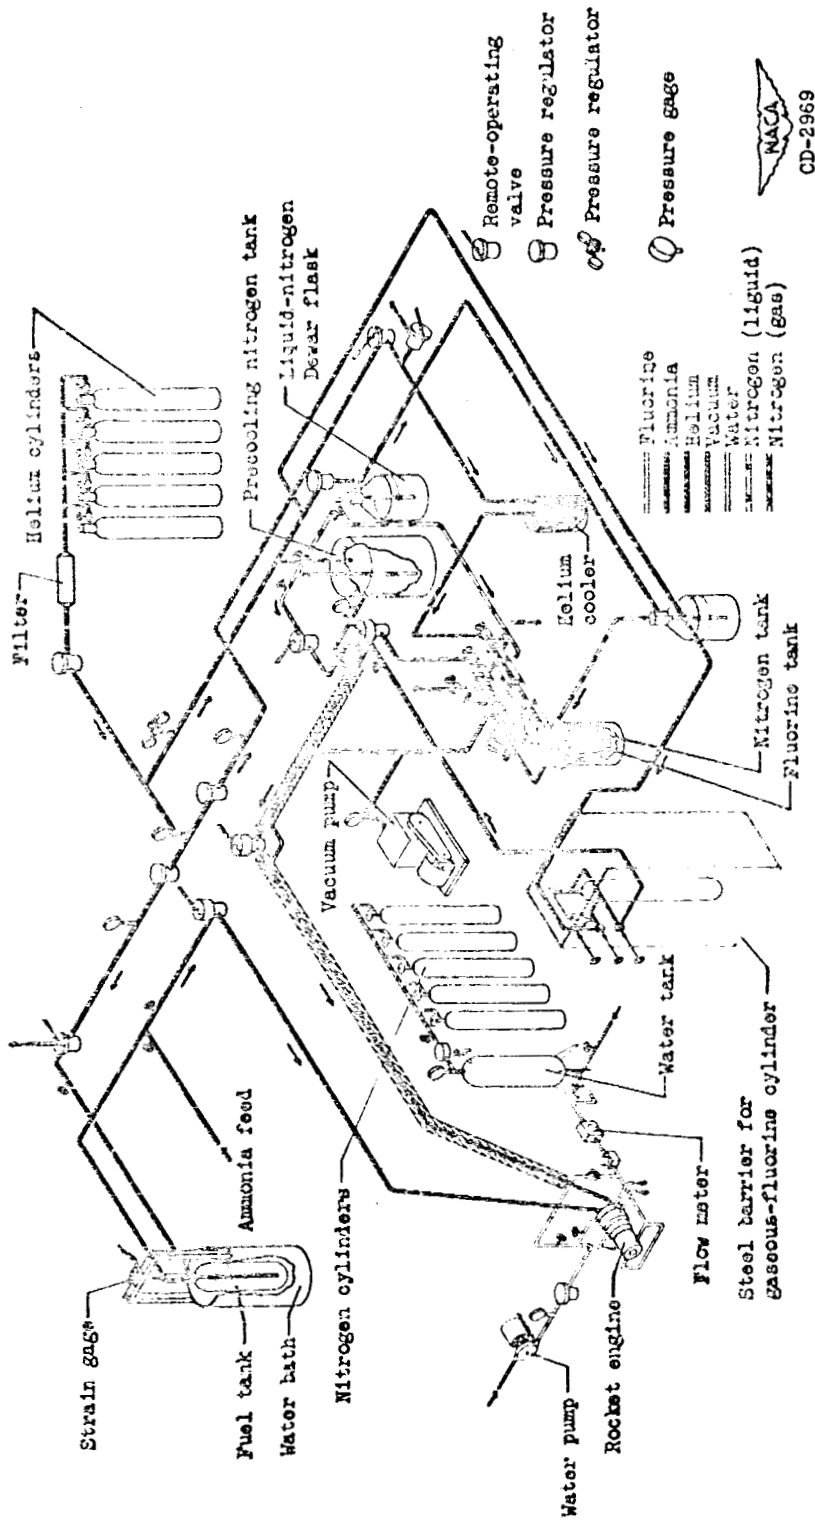 Strain gage
Fuel tank
Water bath
Ammonia feed
Filter
Helium cylinders
Precooling nitrogen tank
Liquid-nitrogen
Dewar flask
Nitrogen cylinders
Vacuum pump
Helium
cooler
Water pump
Rocket engine
Flow meter
Water tank
Steel barrier for
gaseous-fluorine cylinder
Nitrogen tank
Fluorine tank
Remote-operating
valve
Pressure regulator
Pressure regulator
Pressure gage
Fluorine
Ammonia
Helium
Vacuum
Water
Nitrogen (liguid)
Nitrogen (gas)
NACA
CD-2969